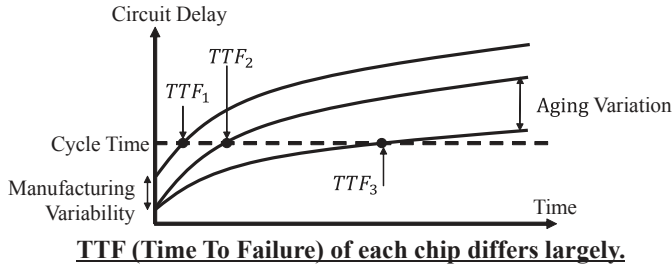 Circuit Delay
TTF₁
TTF₂
Cycle Time
Aging Variation
Manufacturing
Variability
TTF₃
Time
TTF (Time To Failure) of each chip differs largely.